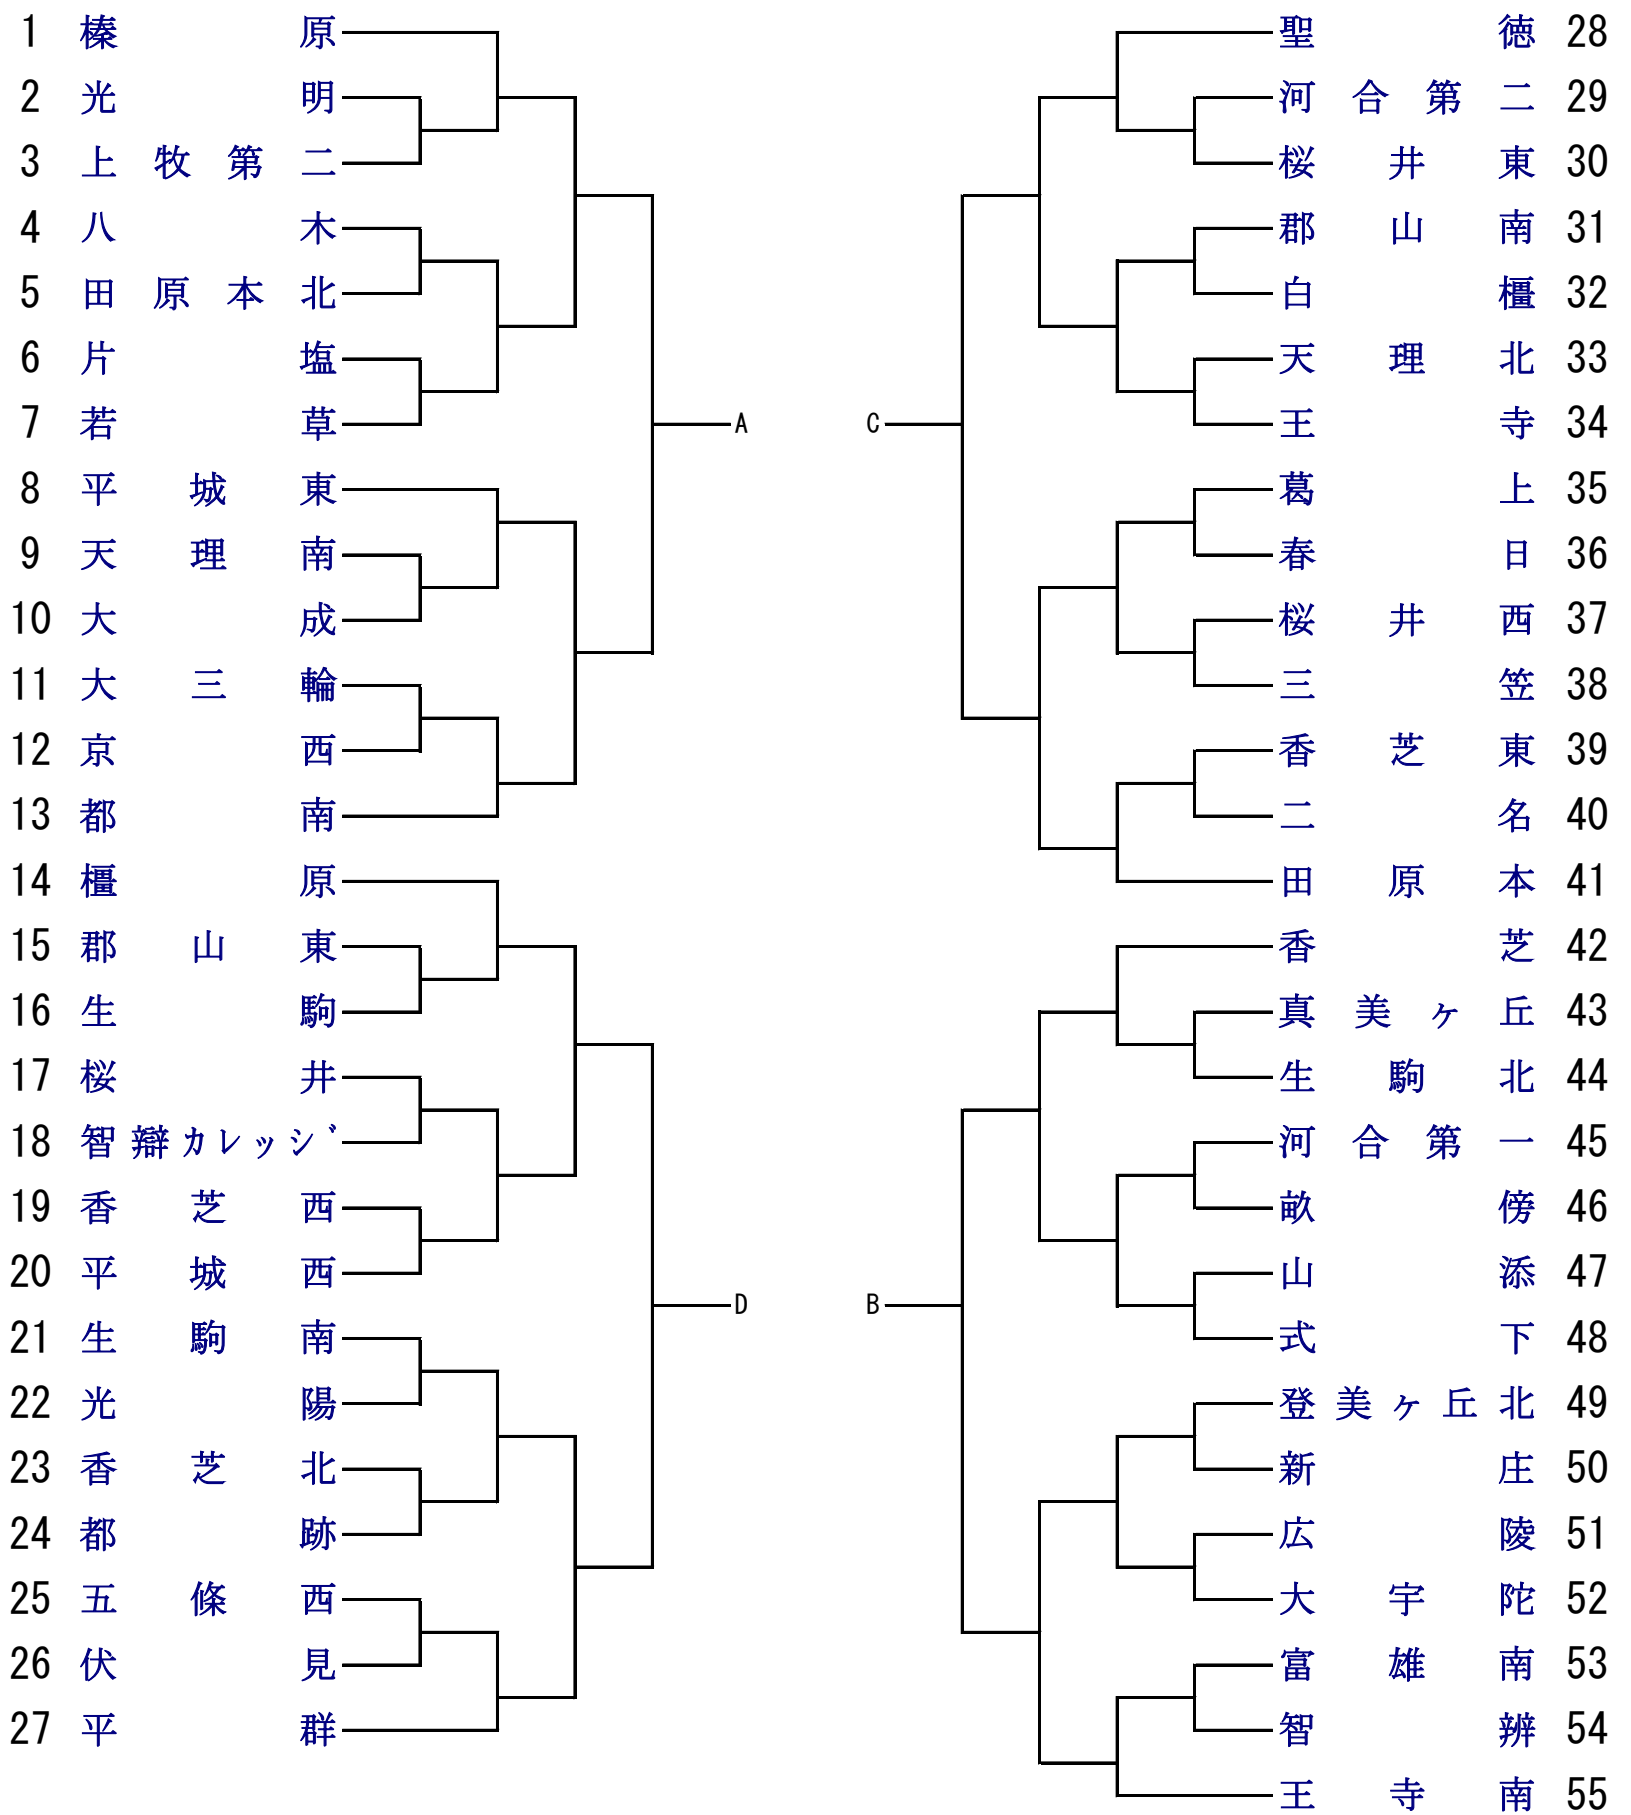 1 榛原
2 光明
3 上牧第二
4 八木
5 田原本北
6 片塩
7 若草
8 平城東
9 天理南
10 大成
11 大三輪
12 京西
13 都南
A
14 橿原
15 郡山東
16 生駒
17 桜井
18 智辯カレッジ
19 香芝西
20 平城西
21 生駒南
22 光陽
23 香芝北
24 都跡
25 五條西
26 伏見
27 平群
D
聖徳 28
河合第二 29
桜井東 30
郡山南 31
白橿 32
天理北 33
王寺 34
葛上 35
春日 36
桜井西 37
三笠 38
香芝東 39
二名 40
田原本 41
C
香芝 42
真美ヶ丘 43
生駒北 44
河合第一 45
畝傍 46
山添 47
式下 48
登美ヶ丘北 49
新庄 50
広陵 51
大宇陀 52
富雄南 53
智辨 54
王寺南 55
B